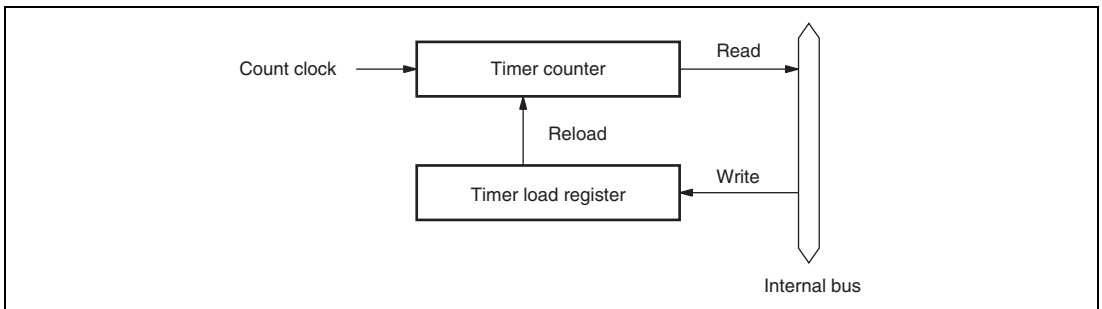 Read
Count clock
Timer counter
Reload
Write
Timer load register
Internal bus